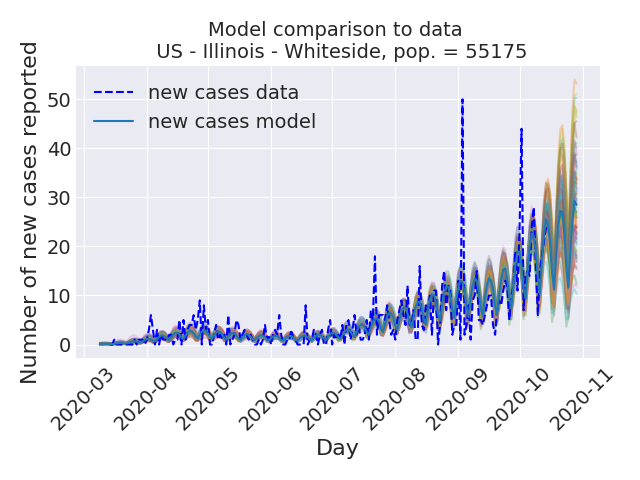 Model comparison to data
US - Illinois - Whiteside, pop. = 55175
Number of new cases reported
50
40
30
20
10
0
new cases data
new cases model
2020-03
2020-04
2020-05
2020-06
2020-07
2020-08
2020-09
2020-10
2020-11
Day